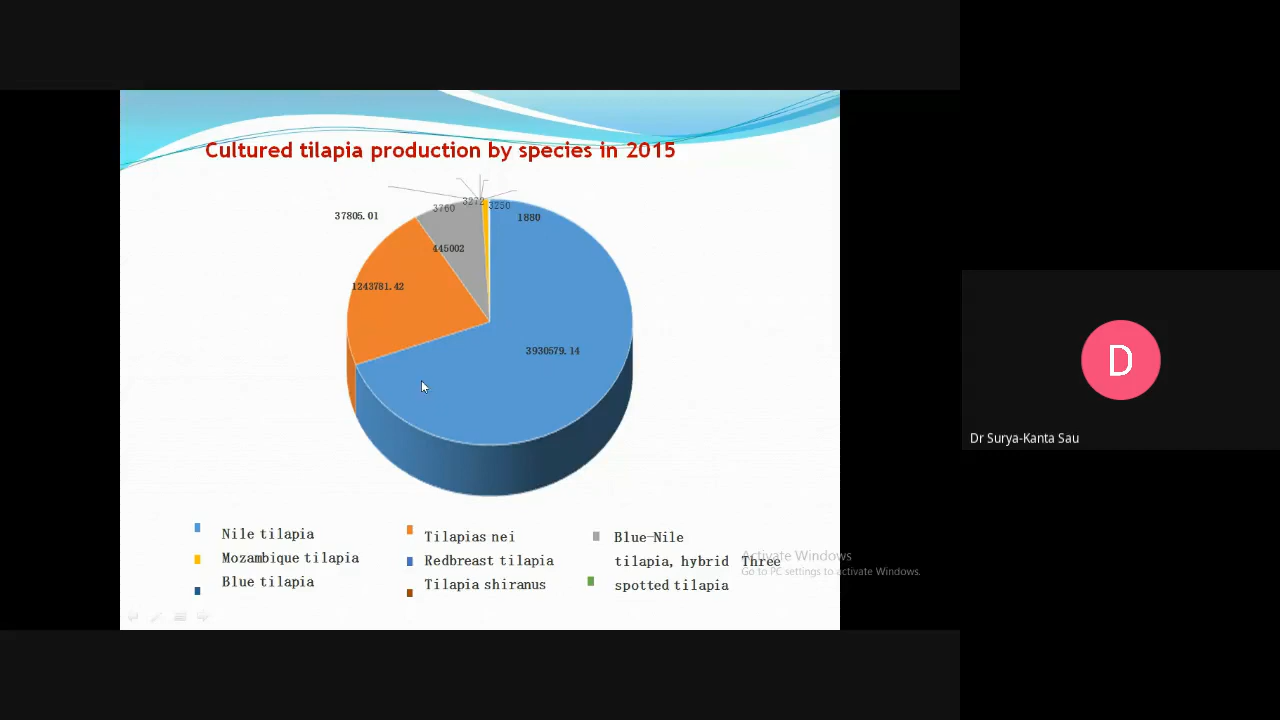 Cultured tilapia production by species in 2015
3272
3250
3760
37805.01
1880
445002
1243781.42
3930579.14
D
Dr Surya-Kanta Sau
Nile tilapia
Tilapias nei
Blue-Nile
Mozambique tilapia
Redbreast tilapia
tilapia, hybrid Three
Blue tilapia
Tilapia shiranus
spotted tilapia
Activate Windows
Go to PC settings to activate Windows.